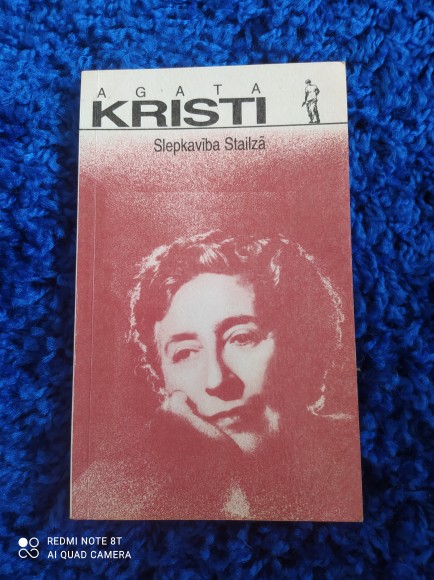 AGATA
KRISTI
Slepkavība Stailzā
REDMI NOTE 8T
AI QUAD CAMERA